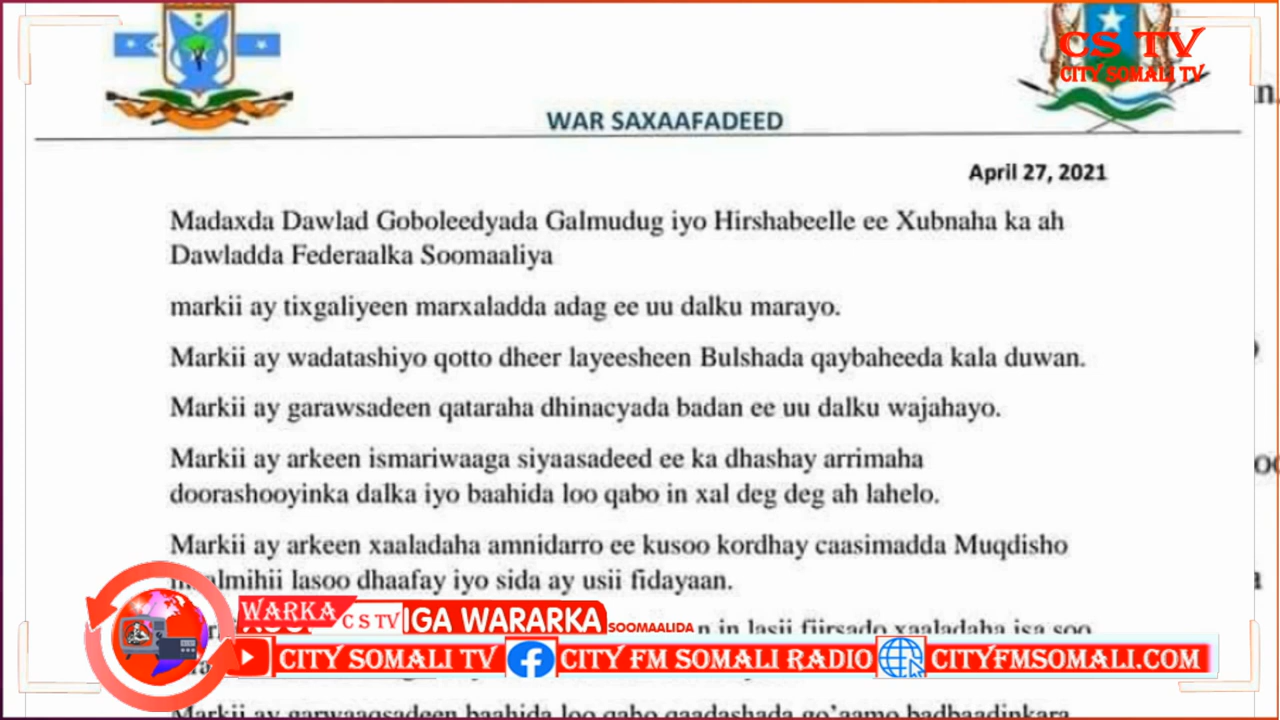 CS TV
CITY SOMALI TV
WAR SAXAAFADEED
April 27, 2021
Madaxda Dawlad Goboleedyada Galmudug iyo Hirshabeelle ee Xubnaha ka ah
Dawladda Federaalka Soomaaliya
markii ay tixgaliyeen marxaladda adag ee uu dalku marayo.
Markii ay wadatashiyo qotto dheer layeesheen Bulshada qaybaheeda kala duwan.
Markii ay garawsadeen qataraha dhinacyada badan ee uu dalku wajahayo.
Markii ay arkeen ismariwaaga siyaasadeed ee ka dhashay arrimaha
doorashooyinka dalka iyo baahida loo qabo in xal deg deg ah lahelo.
Markii ay arkeen xaaladaha amnidarro ee kusoo kordhay caasimadda Muqdisho
lasoo dhaafay iyo sida ay usii fidayaan.
in lasii fiirsado xaaladaha isa soo
WARKA
C S TV
IGA WARARKA
SOOMAALIDA
CITY SOMALI TV
CITY FM SOMALI RADIO
CITYFMSOMALI.COM
Markii ay garwaaqsadeen baahida loo qabo qaadashada go'aamo badbaadinkara